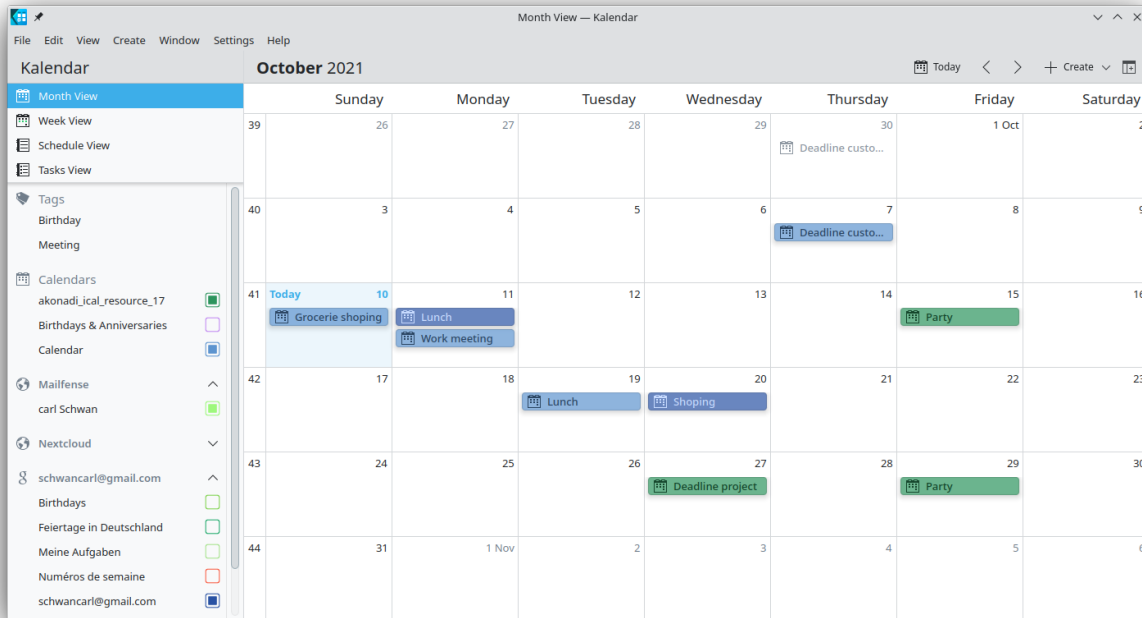 Month View — Kalendar
File Edit View Create Window Settings Help
Kalendar
October 2021
Today
Create
Month View
Week View
Schedule View
Tasks View
Tags
Birthday
Meeting
Calendars
akonadi_ical_resource_17
Birthdays & Anniversaries
Calendar
Mailfense
carl Schwan
Nextcloud
schwancarl@gmail.com
Birthdays
Feiertage in Deutschland
Meine Aufgaben
Numéros de semaine
schwancarl@gmail.com
Sunday Monday Tuesday Wednesday Thursday Friday Saturday
39 26 27 28 29 30 1 Oct 2
Deadline custo...
40 3 4 5 6 7 8 9
Deadline custo...
41 Today 10 11 12 13 14 15 16
Grocerie shoping Lunch Party
Work meeting
42 17 18 19 20 21 22 23
Lunch Shoping
43 24 25 26 27 28 29 30
Deadline project Party
44 31 1 Nov 2 3 4 5 6